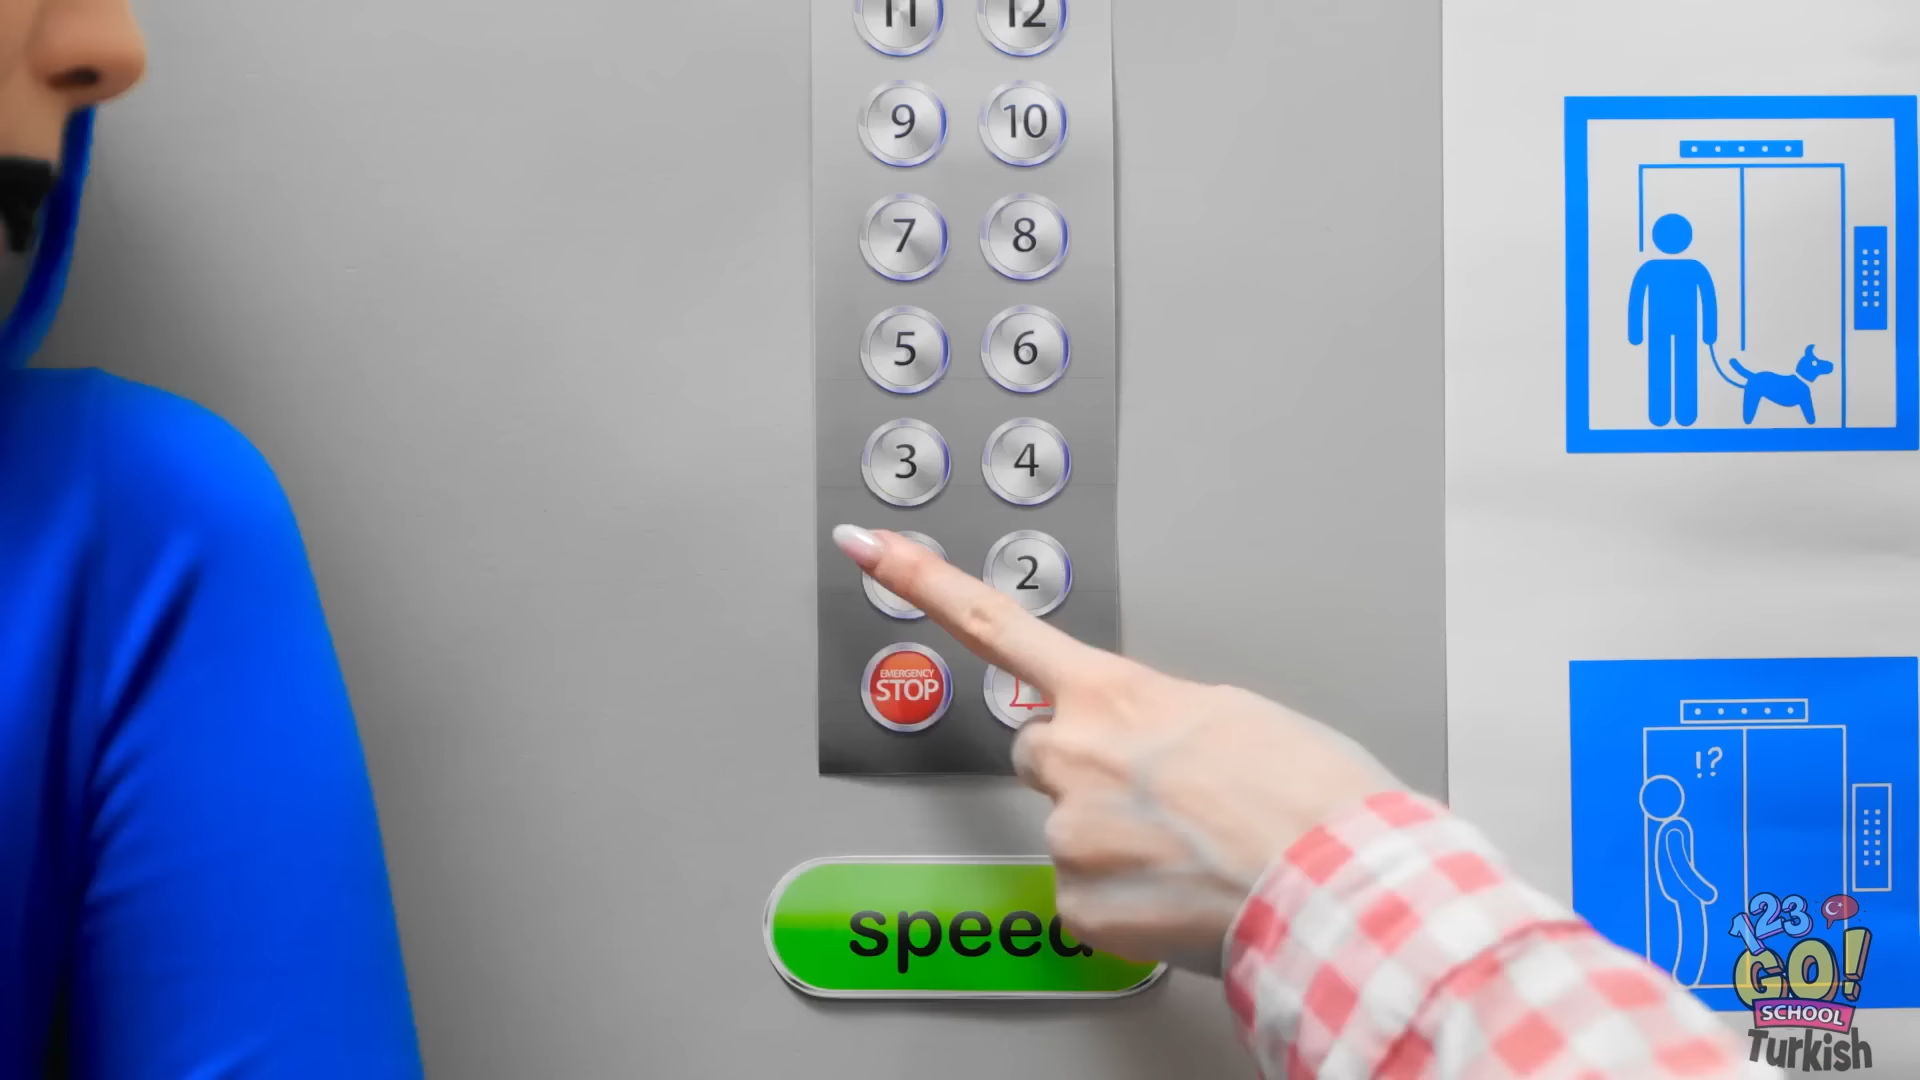 11 12
9 10
7 8
5 6
3 4
2
EMERGENCY
STOP
speed
!?
123
GO!
SCHOOL
Turkish